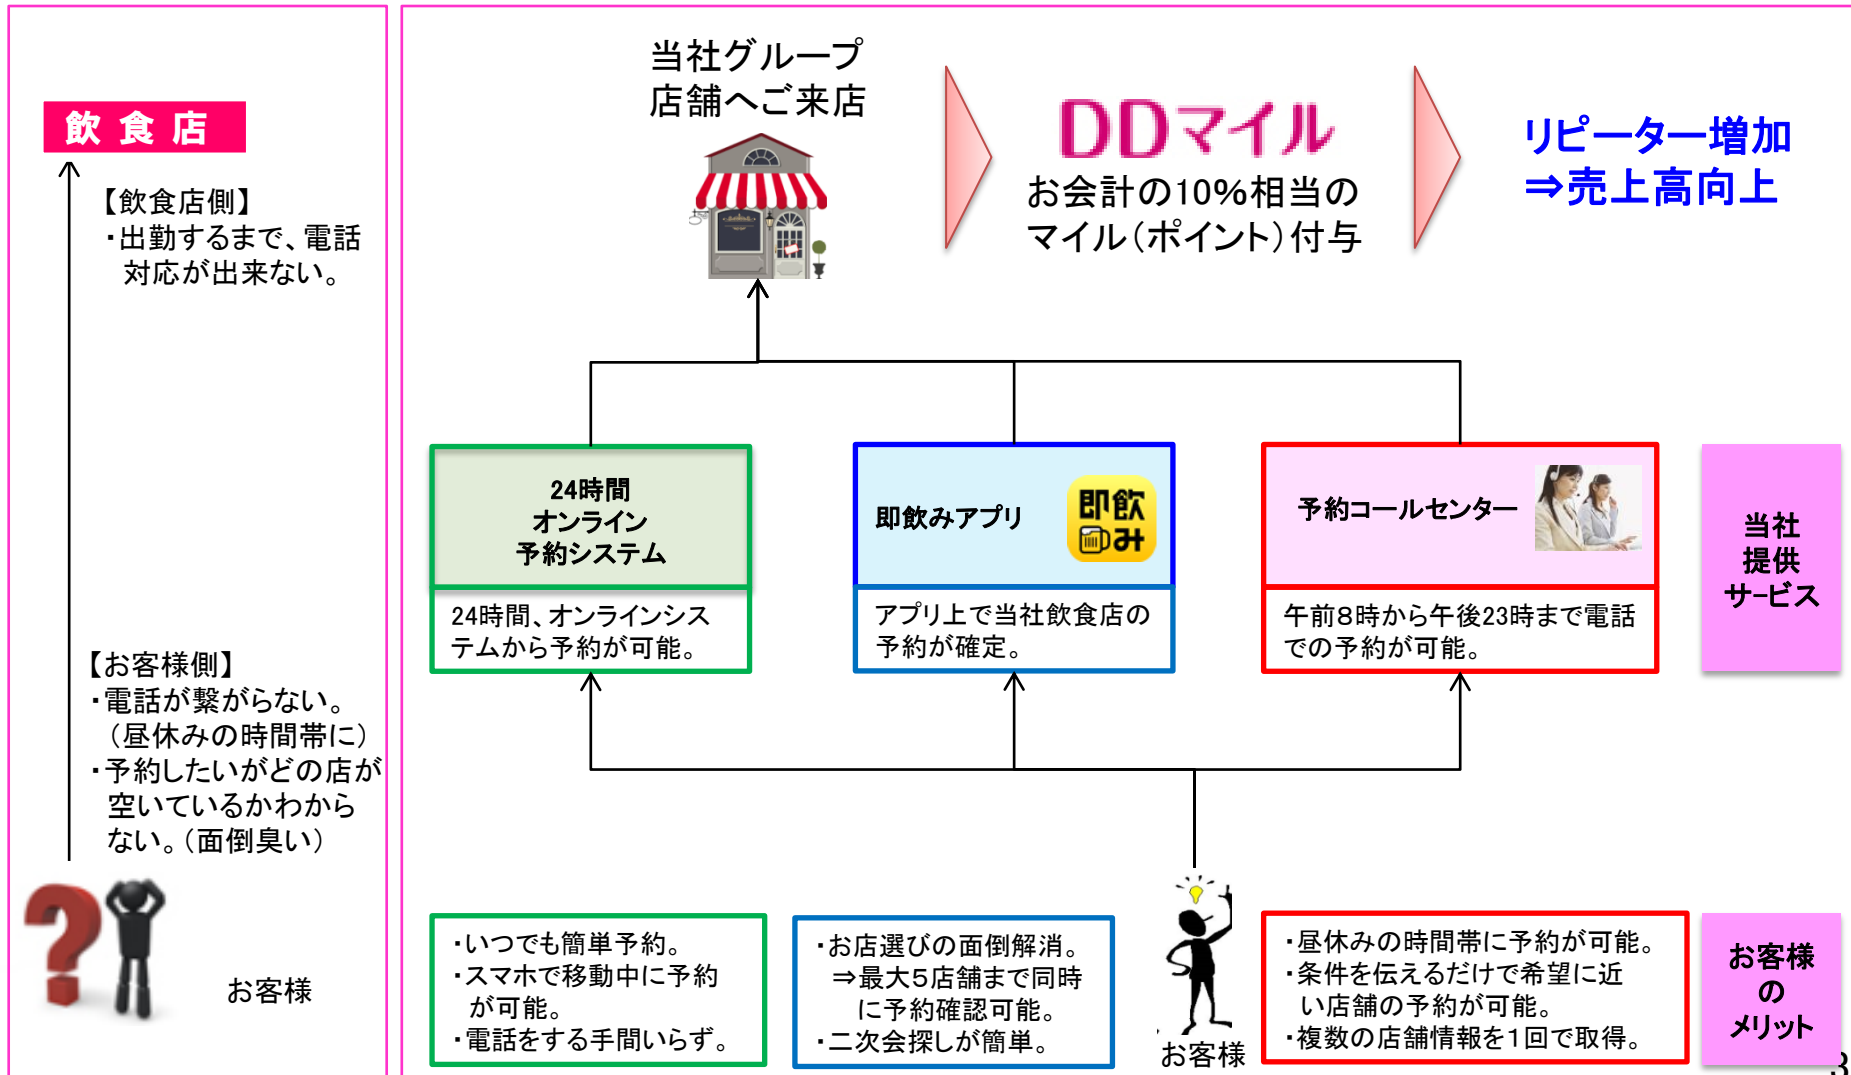 飲食店
【飲食店側】
・出勤するまで、電話
対応が出来ない。
【お客様側】
・電話が繋がらない。
（昼休みの時間帯に）
・予約したいがどの店が
空いているかわから
ない。（面倒臭い）
お客様
当社グループ
店舗へご来店
DDマイル
お会計の10％相当の
マイル（ポイント）付与
リピーター増加
⇒売上高向上
24時間
オンライン
予約システム
24時間、オンラインシス
テムから予約が可能。
即飲みアプリ
即飲
み
アプリ上で当社飲食店の
予約が確定。
予約コールセンター
午前８時から午後23時まで電話
での予約が可能。
当社
提供
サービス
・いつでも簡単予約。
・スマホで移動中に予約
が可能。
・電話をする手間いらず。
・お店選びの面倒解消。
⇒最大５店舗まで同時
に予約確認可能。
・二次会探しが簡単。
お客様
・昼休みの時間帯に予約が可能。
・条件を伝えるだけで希望に近
い店舗の予約が可能。
・複数の店舗情報を１回で取得。
お客様
の
メリット
3